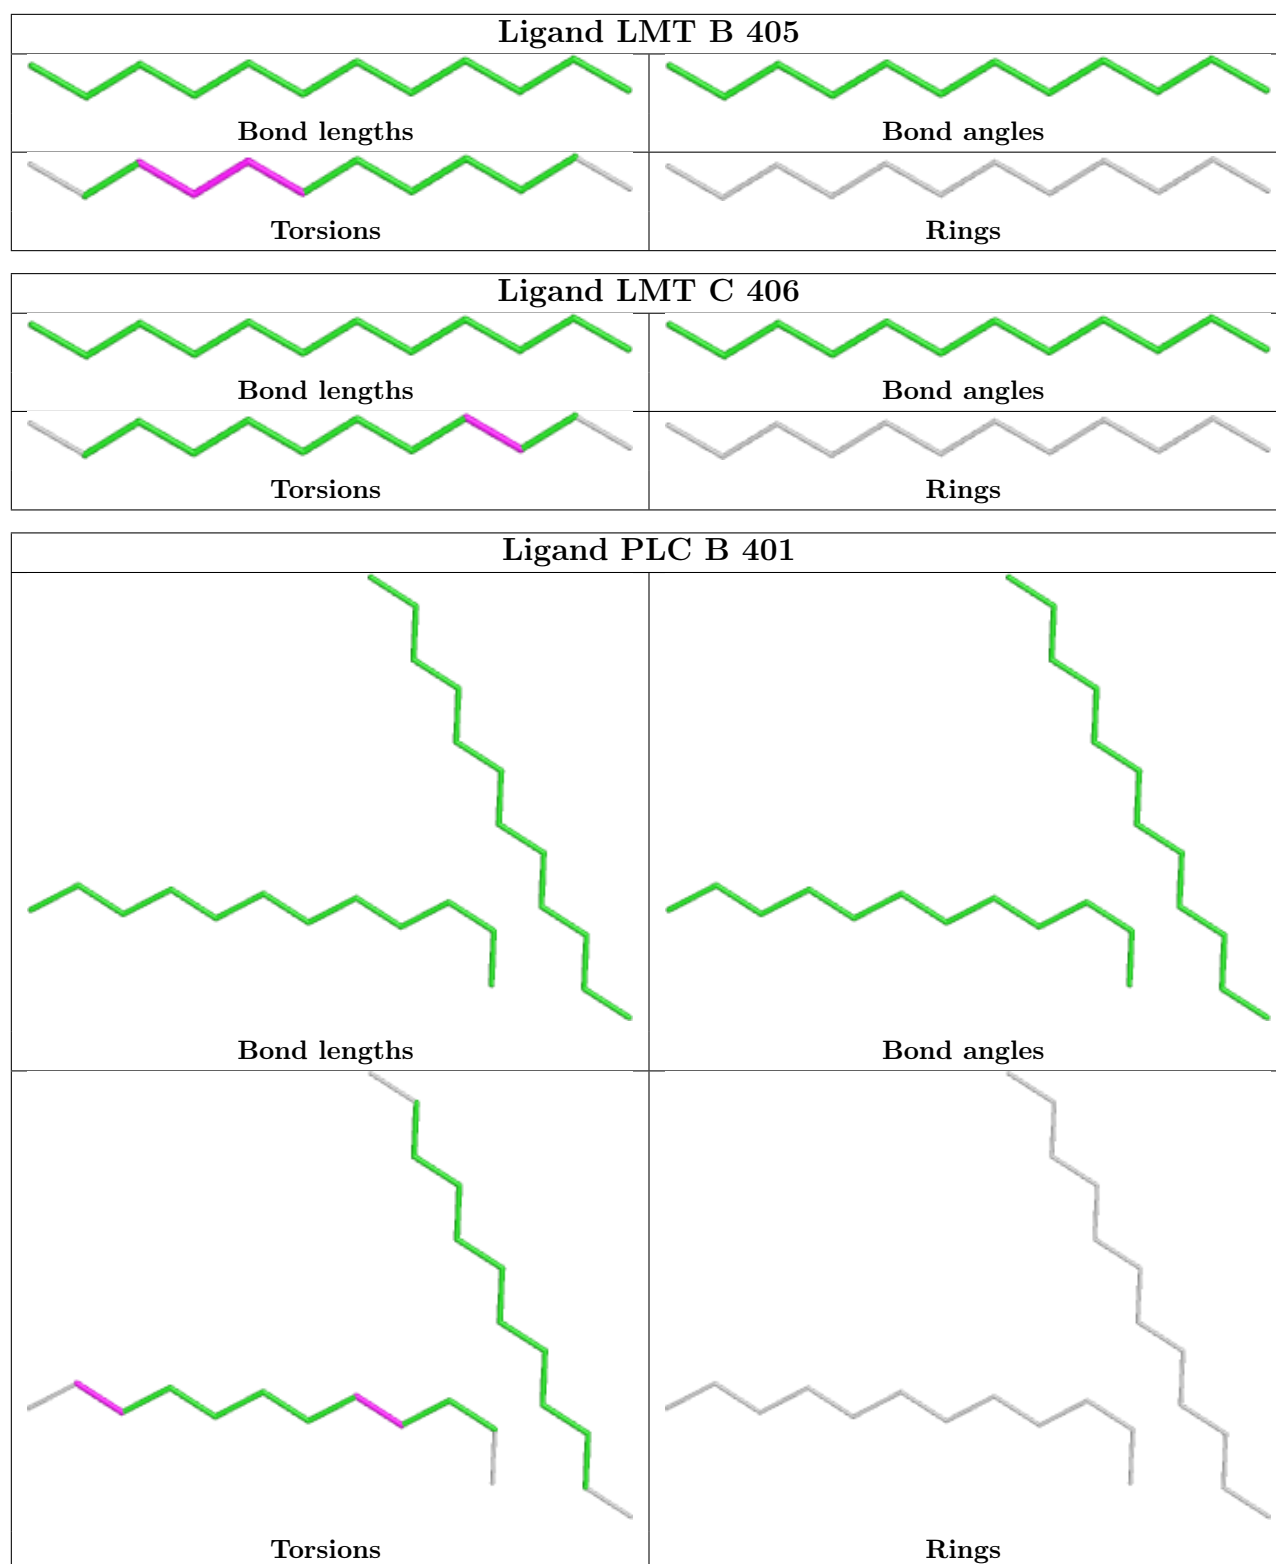 Ligand LMT B 405
Bond lengths
Bond angles
Torsions
Rings
Ligand LMT C 406
Bond lengths
Bond angles
Torsions
Rings
Ligand PLC B 401
Bond lengths
Bond angles
Torsions
Rings